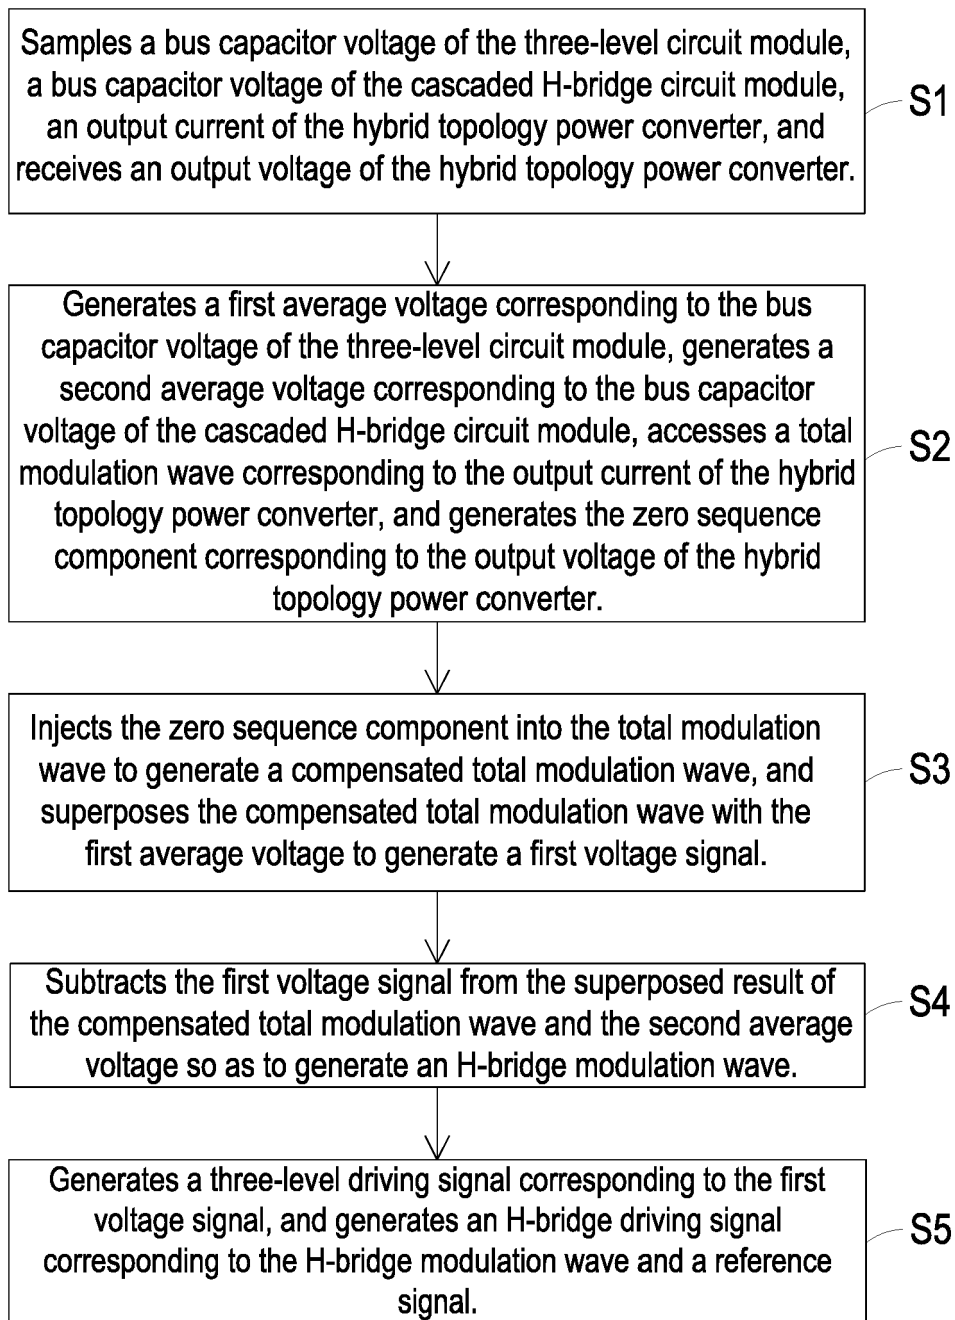 Samples a bus capacitor voltage of the three-level circuit module,
a bus capacitor voltage of the cascaded H-bridge circuit module,
an output current of the hybrid topology power converter, and
receives an output voltage of the hybrid topology power converter.
S1
Generates a first average voltage corresponding to the bus
capacitor voltage of the three-level circuit module, generates a
second average voltage corresponding to the bus capacitor
voltage of the cascaded H-bridge circuit module, accesses a total
modulation wave corresponding to the output current of the hybrid
topology power converter, and generates the zero sequence
component corresponding to the output voltage of the hybrid
topology power converter.
S2
Injects the zero sequence component into the total modulation
wave to generate a compensated total modulation wave, and
superposes the compensated total modulation wave with the
first average voltage to generate a first voltage signal.
S3
Subtracts the first voltage signal from the superposed result of
the compensated total modulation wave and the second average
voltage so as to generate an H-bridge modulation wave.
S4
Generates a three-level driving signal corresponding to the first
voltage signal, and generates an H-bridge driving signal
corresponding to the H-bridge modulation wave and a reference
signal.
S5